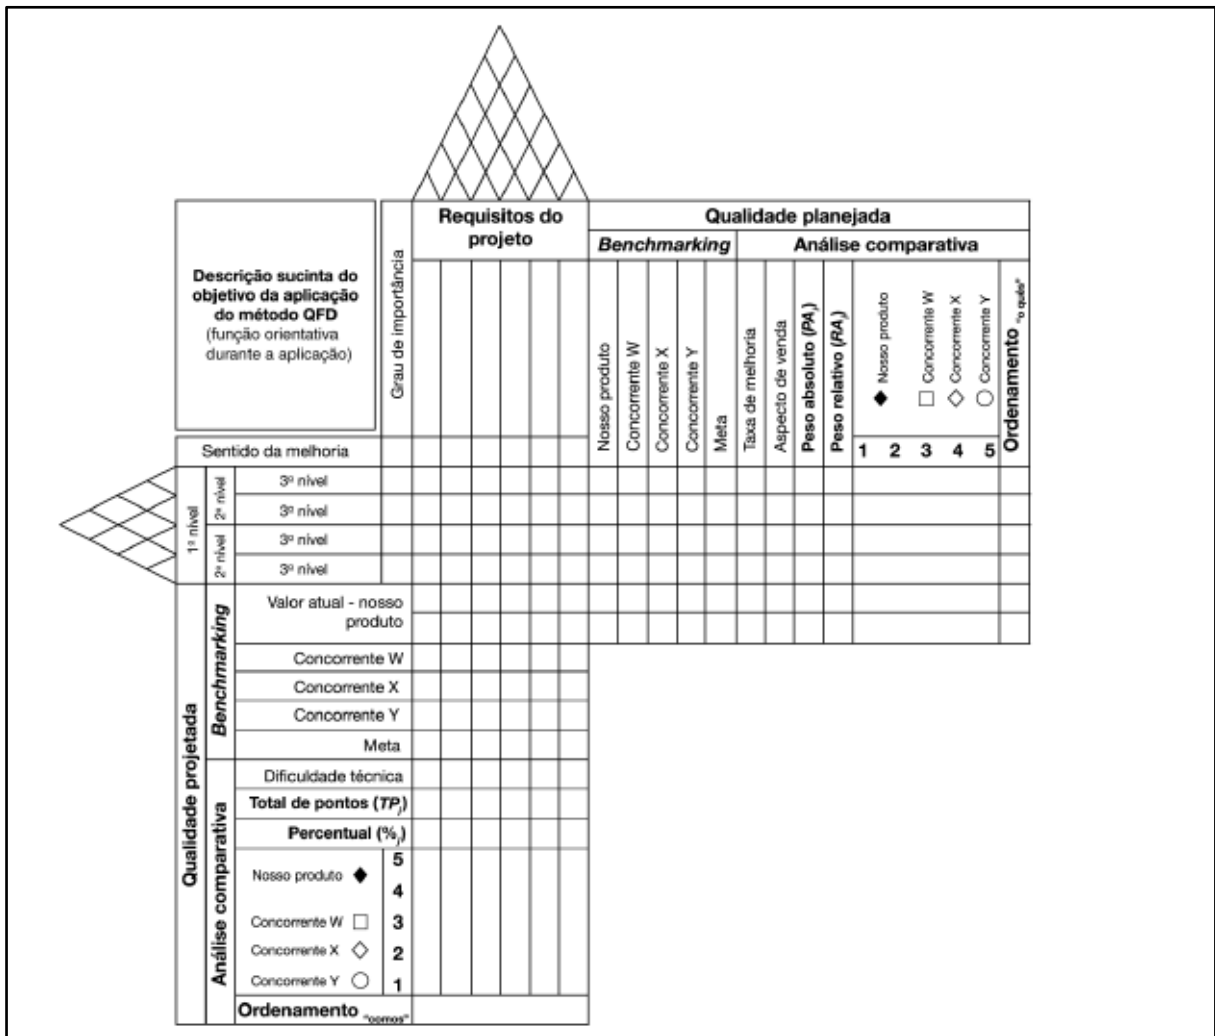 Descrição sucinta do
objetivo da aplicação
do método QFD
(função orientativa
durante a aplicação)
Grau de importância
Requisitos do
projeto
Qualidade planejada
Benchmarking
Análise comparativa
Nosso produto
Concorrente W
Concorrente X
Concorrente Y
Meta
Taxa de melhoria
Aspecto de venda
Peso absoluto (PAi)
Peso relativo (RAi)
◆ Nosso produto
□ Concorrente W
◇ Concorrente X
○ Concorrente Y
1 2 3 4 5
Ordenamento "o quês"
Sentido da melhoria
1º nível
2º nível
3º nível
3º nível
2º nível
3º nível
3º nível
Qualidade projetada
Benchmarking
Valor atual - nosso
produto
Concorrente W
Concorrente X
Concorrente Y
Meta
Análise comparativa
Dificuldade técnica
Total de pontos (TPj)
Percentual (%j)
5
Nosso produto ◆
4
Concorrente W □ 3
Concorrente X ◇ 2
Concorrente Y ○ 1
Ordenamento "comos"